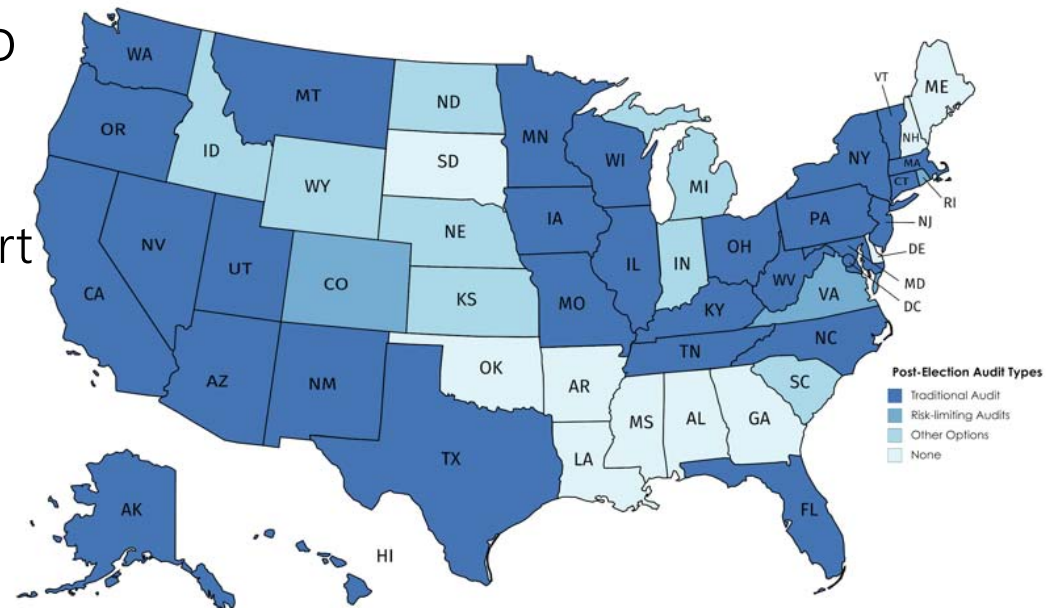 o
rt
WA
OR
CA
NV
ID
MT
WY
UT
CO
AZ
NM
ND
SD
NE
KS
OK
TX
MN
IA
MO
AR
LA
WI
IL
MI
IN
OH
KY
TN
MS
AL
GA
FL
SC
NC
VA
WV
PA
NY
VT
NH
ME
MA
CT
RI
NJ
DE
MD
DC
AK
HI
Post-Election Audit Types
Traditional Audit
Risk-limiting Audits
Other Options
None